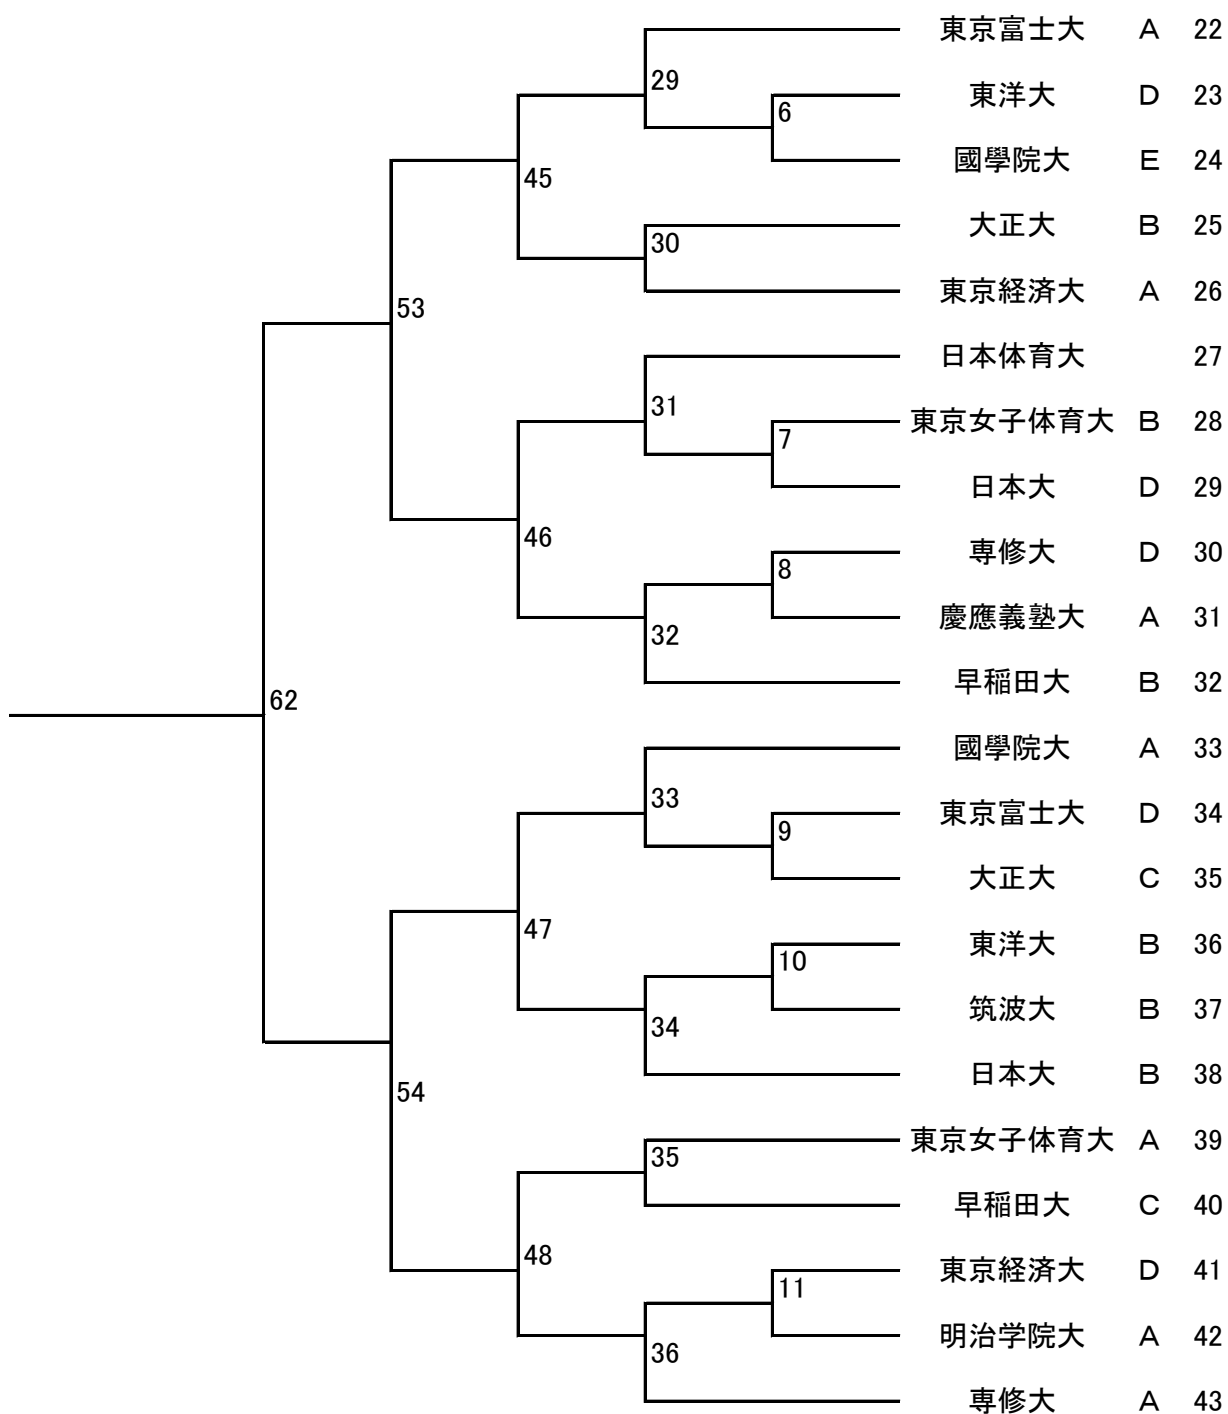 東京富士大 A 22
29
東洋大 D 23
6
國學院大 E 24
45
大正大 B 25
30
東京経済大 A 26
53
日本体育大 27
31
東京女子体育大 B 28
7
日本大 D 29
46
専修大 D 30
8
慶應義塾大 A 31
32
早稲田大 B 32
62
國學院大 A 33
33
東京富士大 D 34
9
大正大 C 35
47
東洋大 B 36
10
筑波大 B 37
34
日本大 B 38
54
東京女子体育大 A 39
35
早稲田大 C 40
48
東京経済大 D 41
11
明治学院大 A 42
36
専修大 A 43